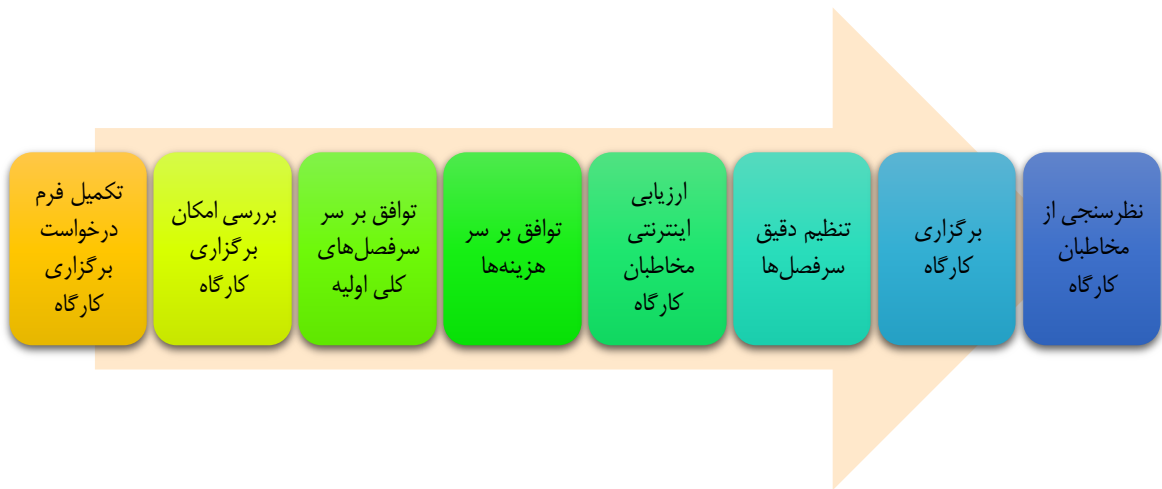 تکمیل فرم
درخواست
برگزاری
کارگاه
بررسی امکان
برگزاری
کارگاه
توافق بر سر
سرفصل‌های
کلی اولیه
توافق بر سر
هزینه‌ها
ارزیابی
اینترنتی
مخاطبان
کارگاه
تنظیم دقیق
سرفصل‌ها
برگزاری
کارگاه
نظرسنجی از
مخاطبان
کارگاه